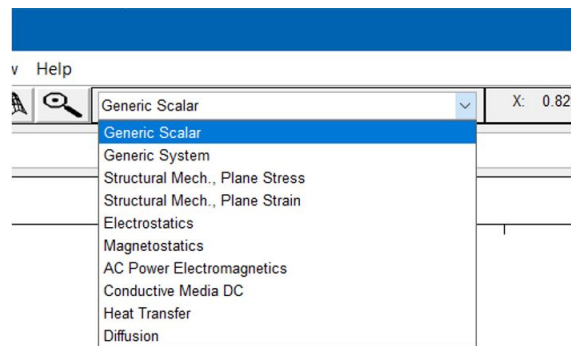 Help
Generic Scalar
X: 0.82
Generic Scalar
Generic System
Structural Mech., Plane Stress
Structural Mech., Plane Strain
Electrostatics
Magnetostatics
AC Power Electromagnetics
Conductive Media DC
Heat Transfer
Diffusion